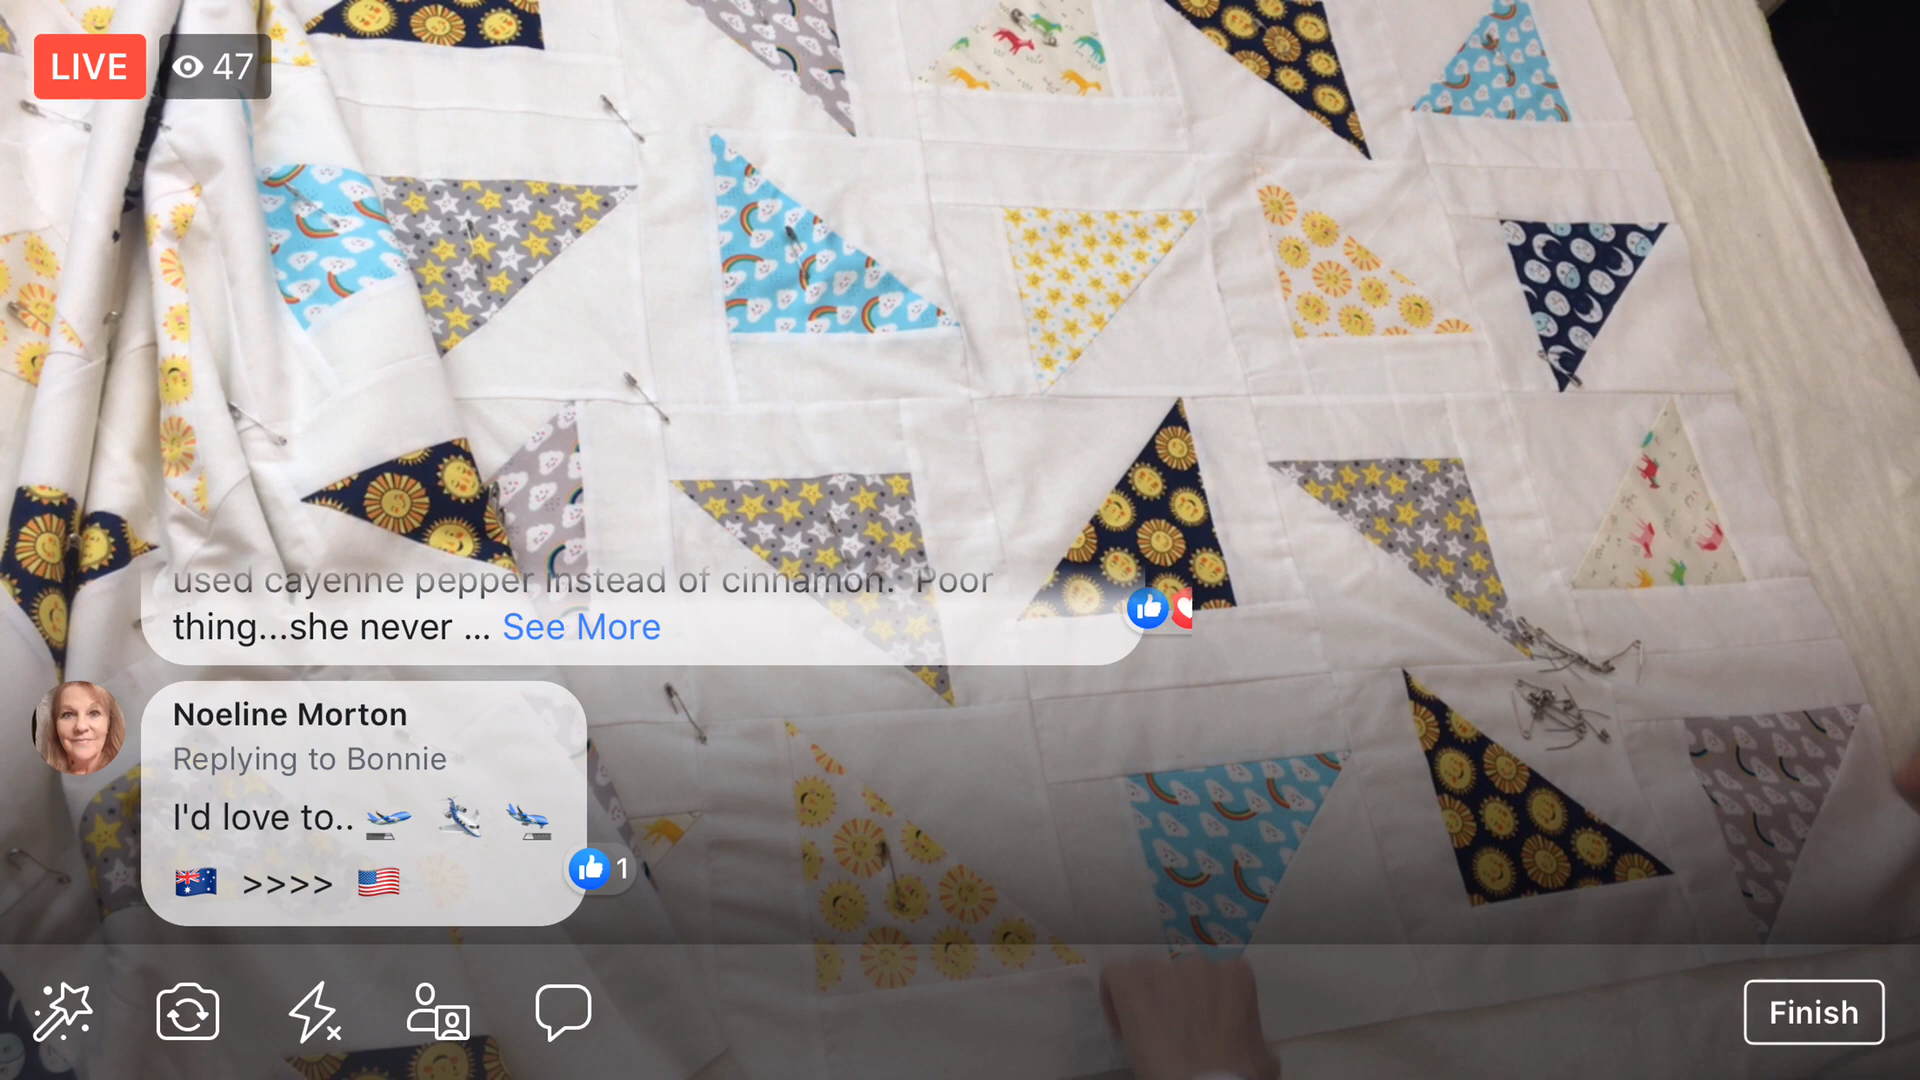 LIVE 47
used cayenne pepper instead of cinnamon. Poor
thing...she never ... See More
Noeline Morton
Replying to Bonnie
I'd love to.. 🛫 🛩️ 🛬
🇦🇺 >>>> 🇺🇸
1
Finish